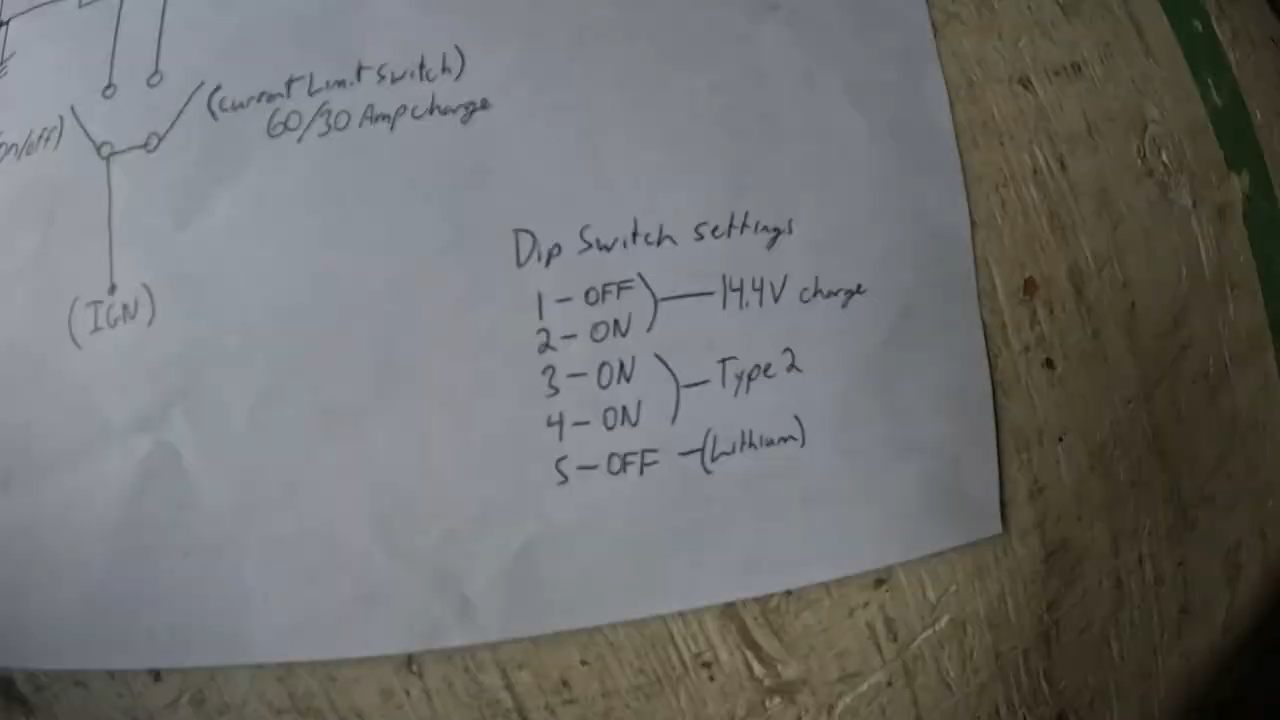 (Current Limit Switch)
60/30 Amp Charge
on/off)
(IGN)
Dip Switch settings
1 - OFF
2 - ON
14.4V charge
3 - ON
4 - ON
Type 2
5 - OFF - (Lithium)